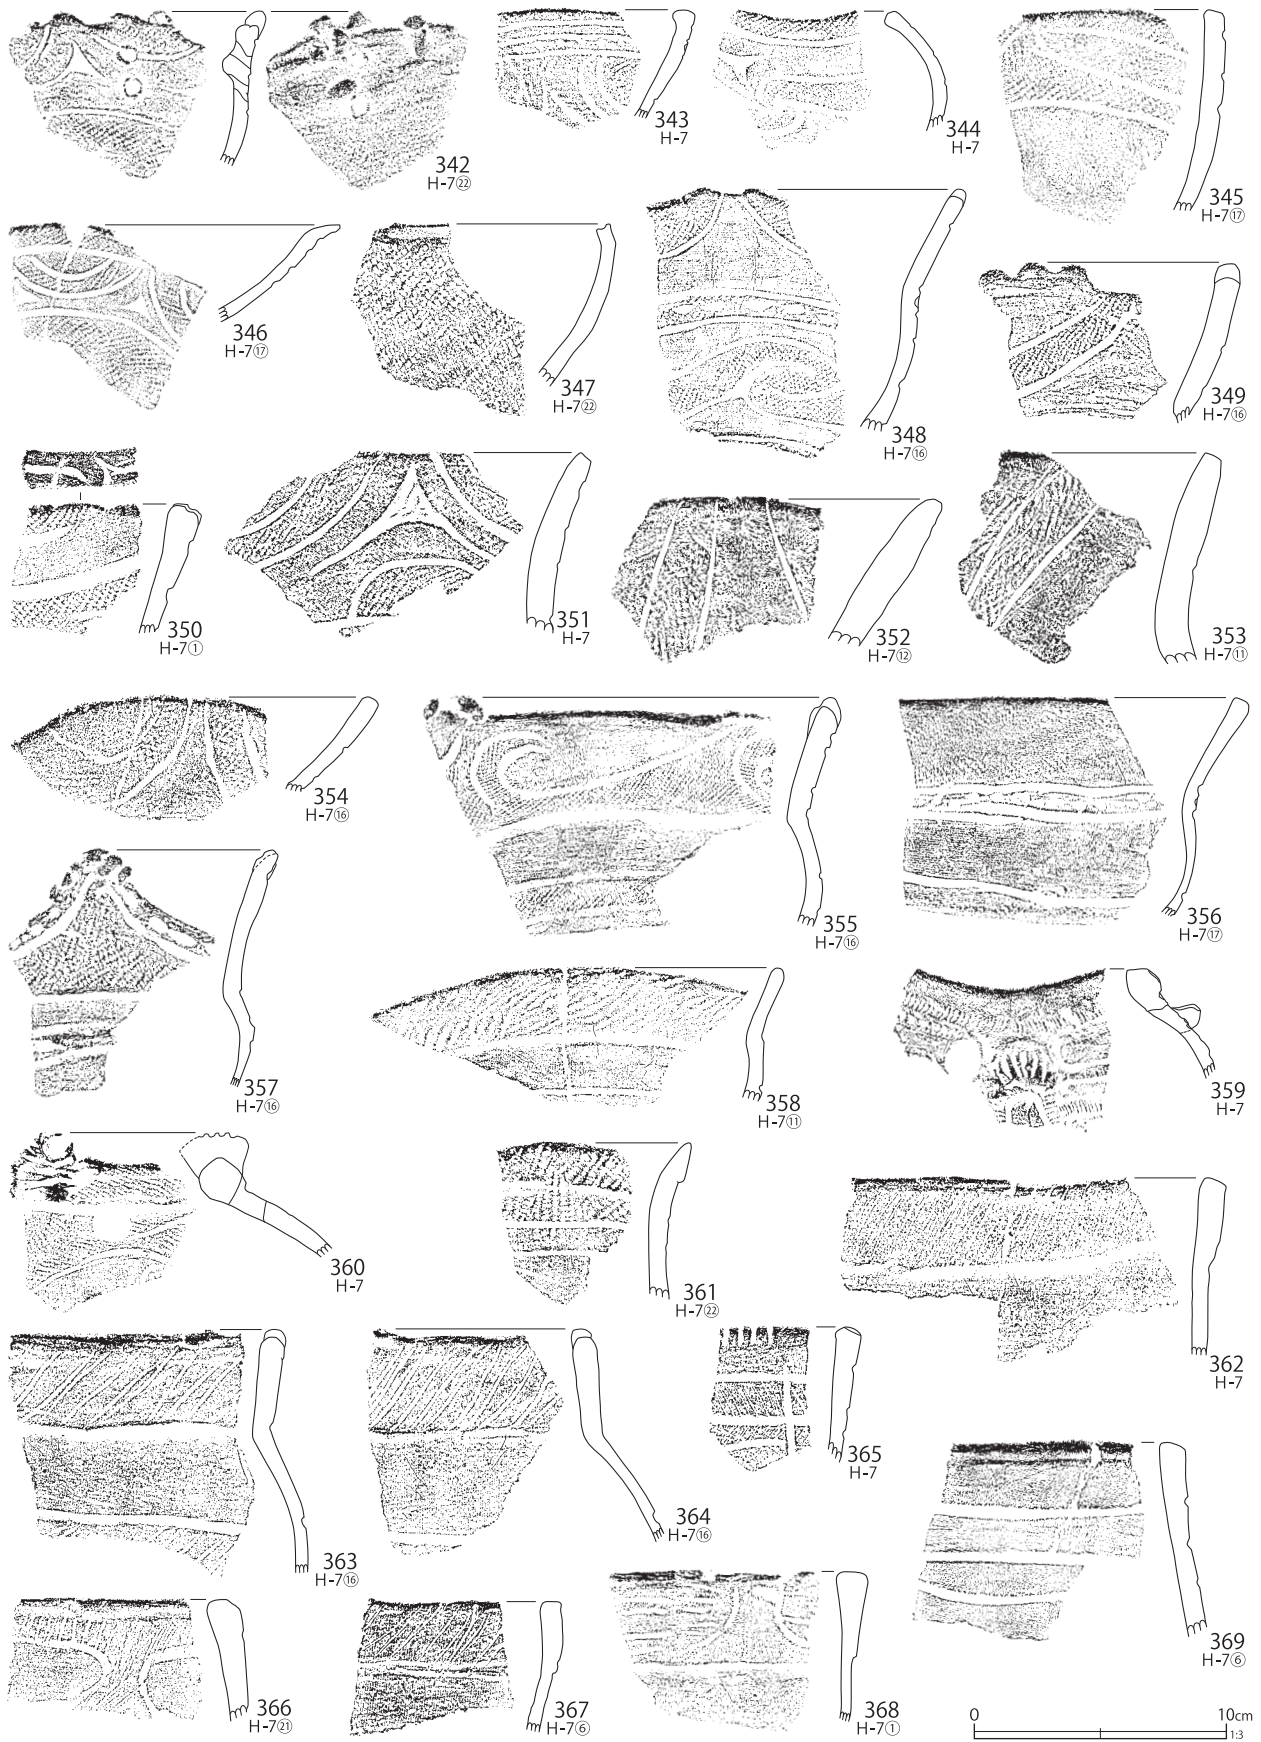 342
H-7㉒
343
H-7
344
H-7
345
H-7⑰
346
H-7⑰
347
H-7㉒
348
H-7⑯
349
H-7⑯
350
H-7①
351
H-7
352
H-7⑫
353
H-7⑪
354
H-7⑯
355
H-7⑯
356
H-7⑰
357
H-7⑯
358
H-7⑪
359
H-7
360
H-7
361
H-7㉒
362
H-7
363
H-7⑯
364
H-7⑯
365
H-7
366
H-7㉑
367
H-7⑥
368
H-7①
369
H-7⑥
0 10cm
1:3